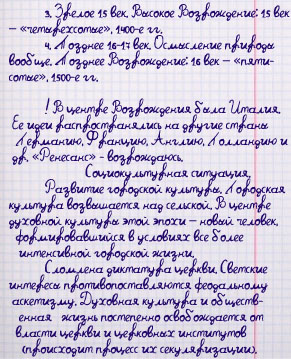 3. Зрелое 15 век. Высокое Возрождение: 15 век
– «четырехсотые», 1400-е гг.
4. Позднее 16-17 век. Осмысление природы
вообще. Позднее Возрождение: 16 век – «пяти-
сотые», 1500-е гг.
! В центре Возрождения была Италия.
Ее идеи распространялись на другие страны
Германию, Францию, Англию, Голландию и
др. «Ренесанс» - возрождаюсь.
Социокультурная ситуация.
Развитие городской культуры. Городская
культура возвышается над сельской. В центре
духовной культуры этой эпохи – новый человек,
формировавшийся в условиях все более
интенсивной городской жизни.
Сломлена диктатура церкви. Светские
интересы противопоставляются феодальному
аскетизму. Духовная культура и обществ-
енная жизнь постепенно освобождается от
власти церкви и церковных институтов
(происходит процесс их секуляризации).